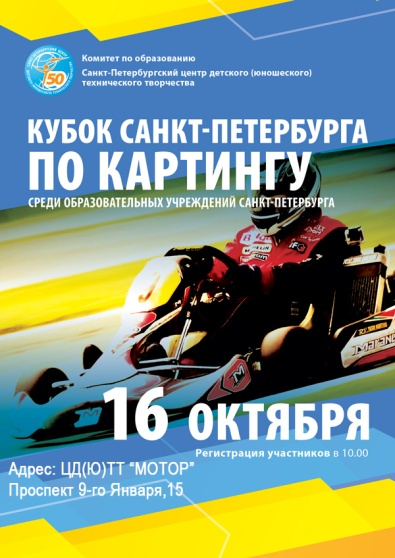 50
Комитет по образованию
Санкт-Петербургский центр детского (юношеского)
технического творчества
КУБОК САНКТ-ПЕТЕРБУРГА
ПО КАРТИНГУ
СРЕДИ ОБРАЗОВАТЕЛЬНЫХ УЧРЕЖДЕНИЙ САНКТ-ПЕТЕРБУРГА
16 ОКТЯБРЯ
Регистрация участников в 10.00
Адрес: ЦД(Ю)ТТ "МОТОР"
Проспект 9-го Января,15